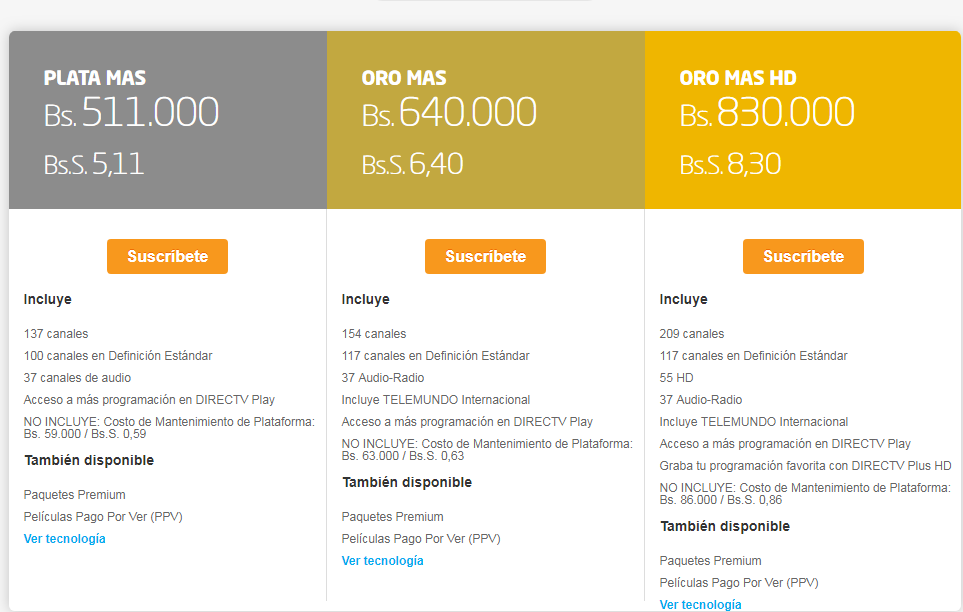 PLATA MAS
Bs. 511.000
Bs.S. 5,11
Suscríbete
Incluye
137 canales
100 canales en Definición Estándar
37 canales de audio
Acceso a más programación en DIRECTV Play
NO INCLUYE: Costo de Mantenimiento de Plataforma:
Bs. 59.000 / Bs.S. 0,59
También disponible
Paquetes Premium
Películas Pago Por Ver (PPV)
Ver tecnología
ORO MAS
Bs. 640.000
Bs.S. 6,40
Suscríbete
Incluye
154 canales
117 canales en Definición Estándar
37 Audio-Radio
Incluye TELEMUNDO Internacional
Acceso a más programación en DIRECTV Play
NO INCLUYE: Costo de Mantenimiento de Plataforma:
Bs. 63.000 / Bs.S. 0,63
También disponible
Paquetes Premium
Películas Pago Por Ver (PPV)
Ver tecnología
ORO MAS HD
Bs. 830.000
Bs.S. 8,30
Suscríbete
Incluye
209 canales
117 canales en Definición Estándar
55 HD
37 Audio-Radio
Incluye TELEMUNDO Internacional
Acceso a más programación en DIRECTV Play
Graba tu programación favorita con DIRECTV Plus HD
NO INCLUYE: Costo de Mantenimiento de Plataforma:
Bs. 86.000 / Bs.S. 0,86
También disponible
Paquetes Premium
Películas Pago Por Ver (PPV)
Ver tecnología